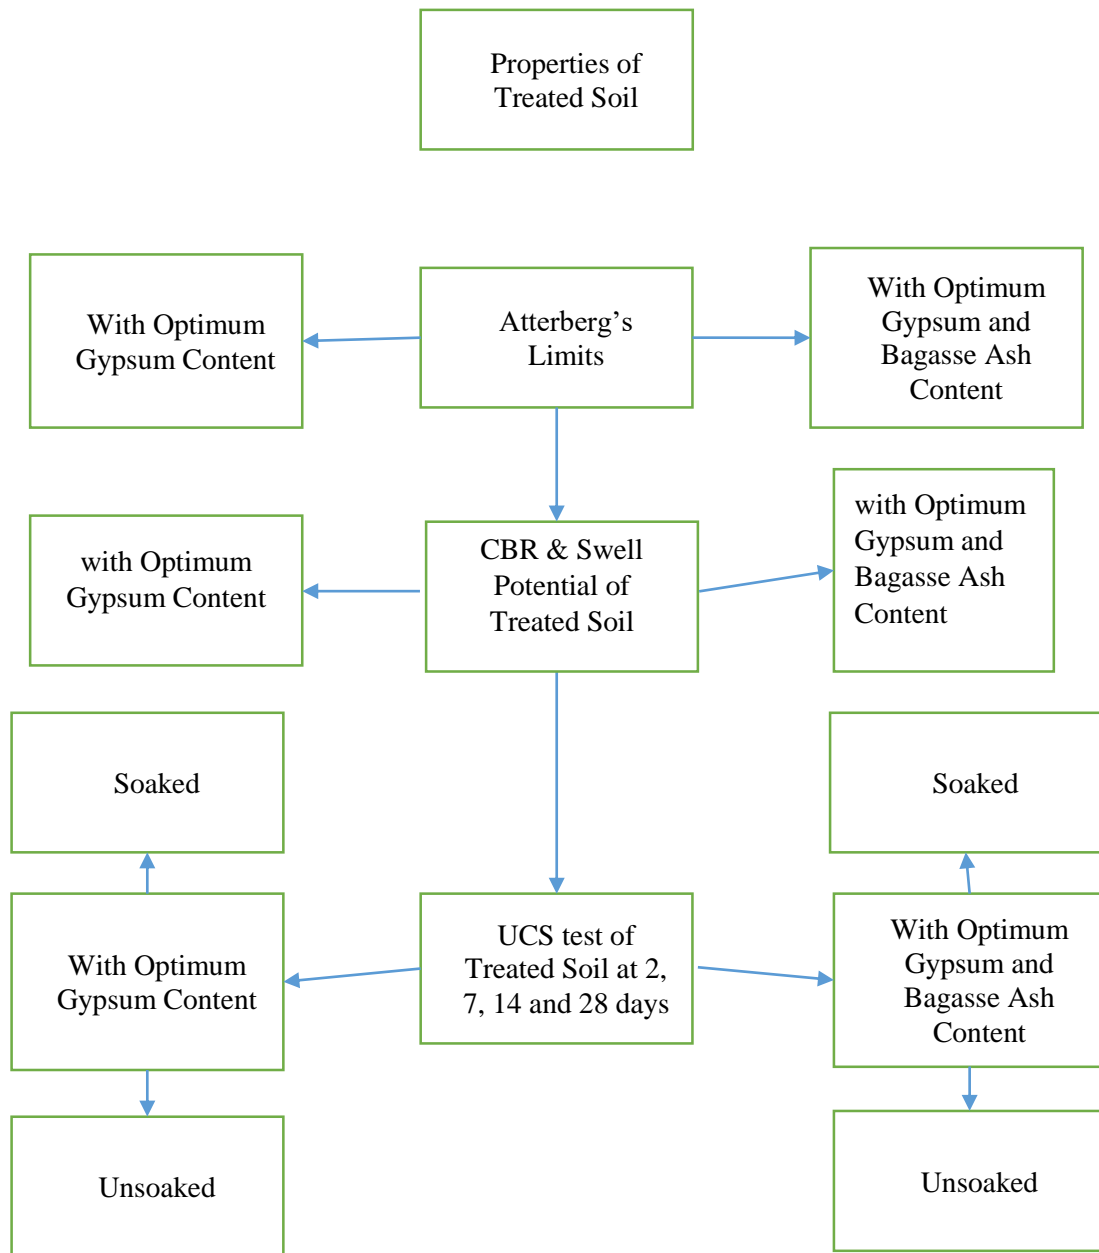 Properties of
Treated Soil
With Optimum
Gypsum Content
Atterberg’s
Limits
With Optimum
Gypsum and
Bagasse Ash
Content
with Optimum
Gypsum Content
CBR & Swell
Potential of
Treated Soil
with Optimum
Gypsum and
Bagasse Ash
Content
Soaked
Soaked
With Optimum
Gypsum Content
UCS test of
Treated Soil at 2,
7, 14 and 28 days
With Optimum
Gypsum and
Bagasse Ash
Content
Unsoaked
Unsoaked